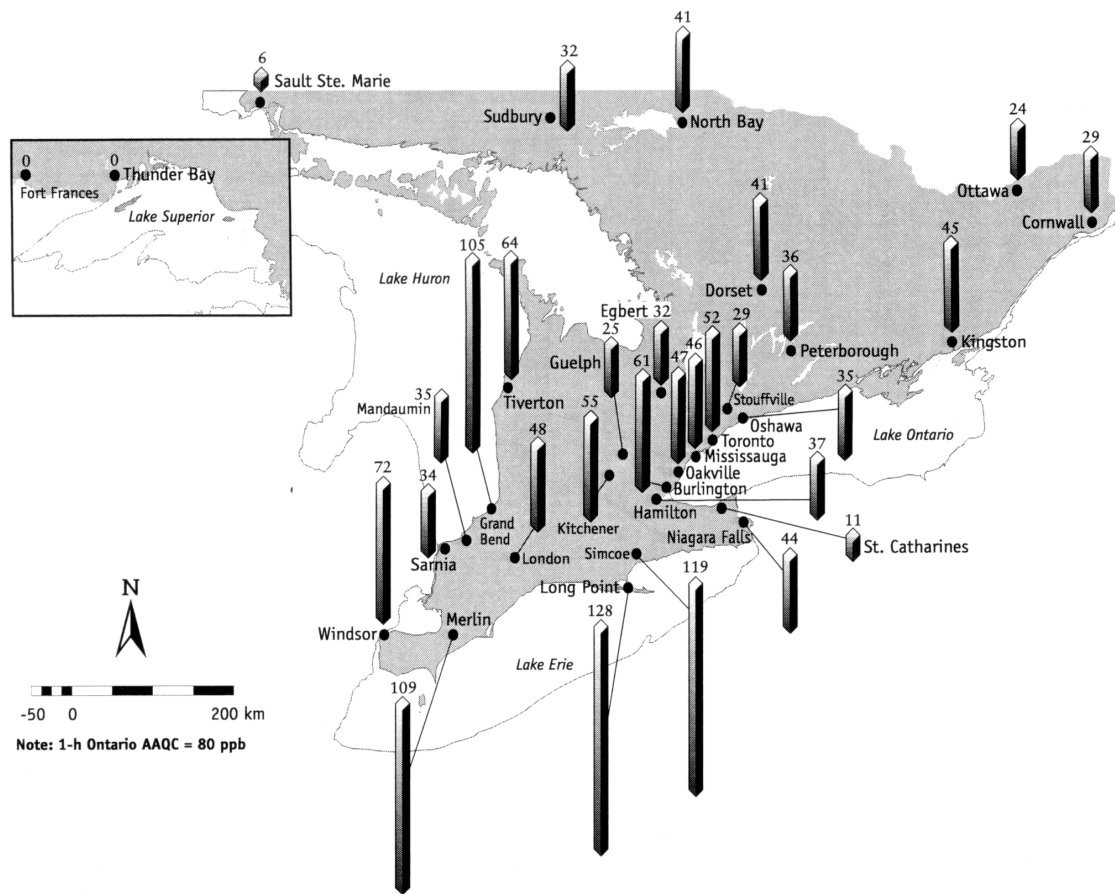 41
32
6
Sault Ste. Marie
Sudbury
North Bay
24
29
Ottawa
Cornwall
0
0
Thunder Bay
Fort Frances
Lake Superior
41
105
64
45
Lake Huron
36
Dorset
Egbert 32
25
52
29
Guelph
61
47
46
Peterborough
Kingston
35
Mandaumin
Tiverton
55
Stouffville
Oshawa
35
Toronto
Lake Ontario
48
Mississauga
37
72
34
Oakville
Burlington
Hamilton
Grand
Bend
Kitchener
Niagara Falls
11
St. Catharines
Sarnia
London
Simcoe
44
119
Long Point
N
128
Windsor
Merlin
Lake Erie
109
-50 0 200 km
Note: 1-h Ontario AAQC = 80 ppb